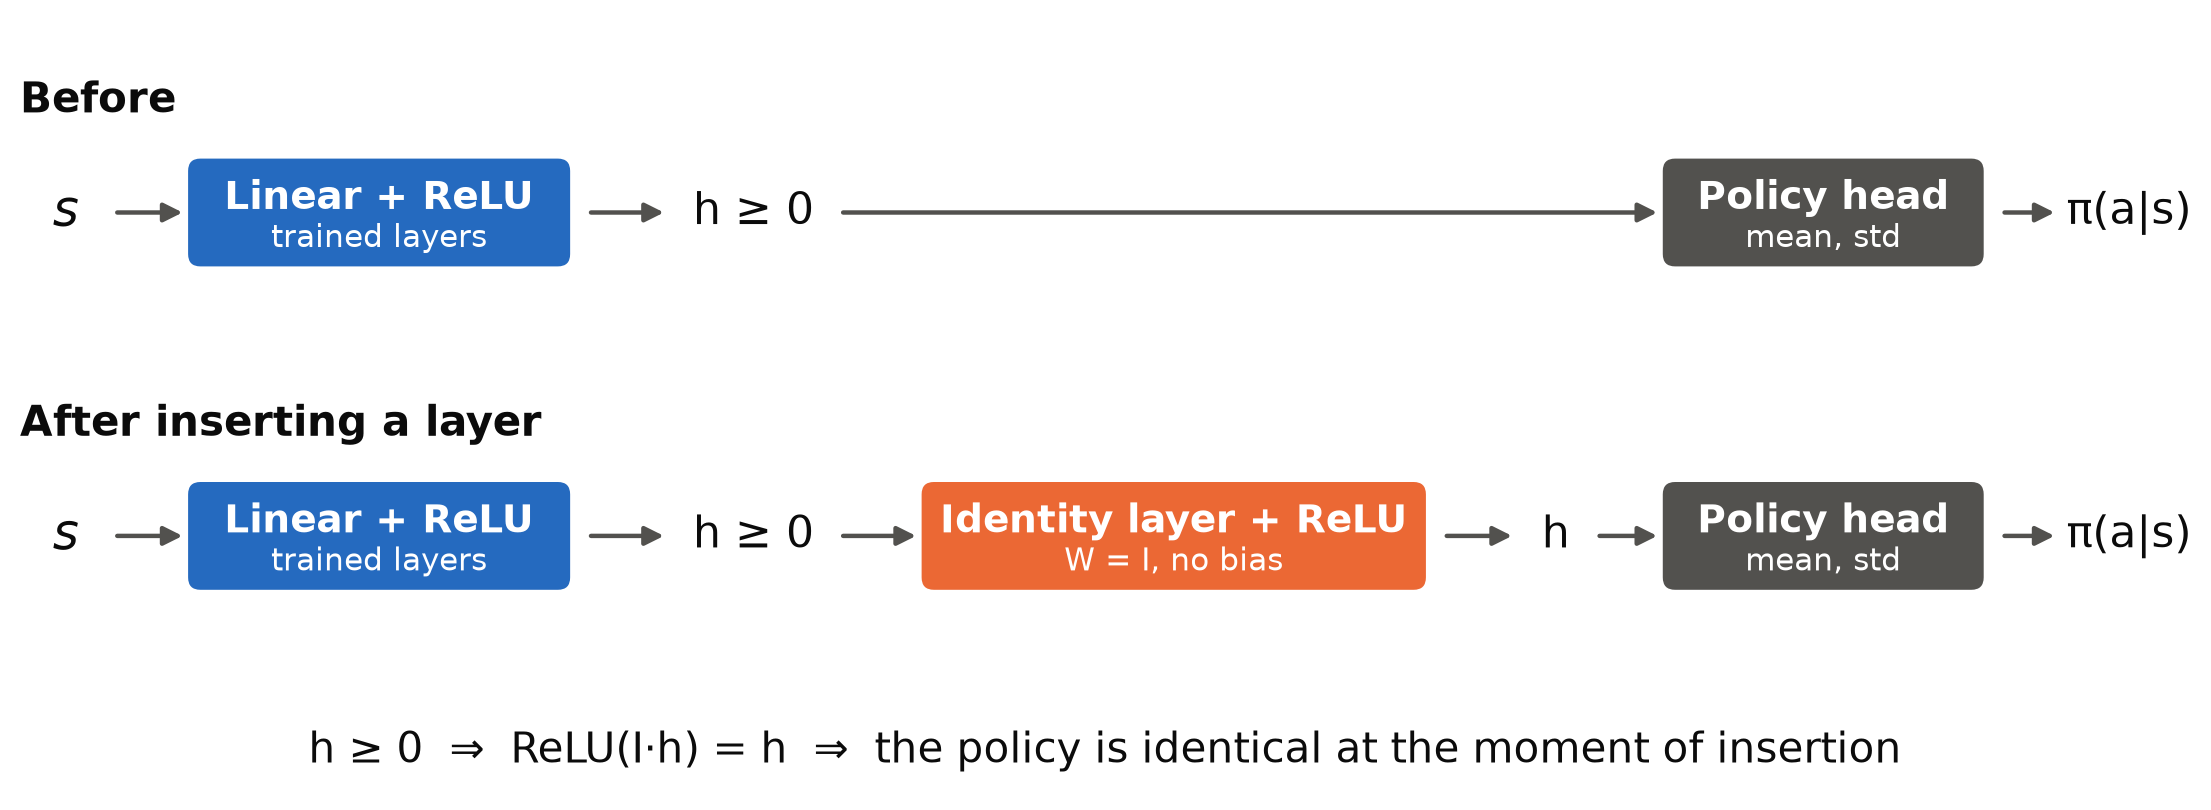 Before
s
Linear + ReLU
trained layers
h ≥ 0
Policy head
mean, std
π(a|s)
After inserting a layer
s
Linear + ReLU
trained layers
h ≥ 0
Identity layer + ReLU
W = I, no bias
h
Policy head
mean, std
π(a|s)
h ≥ 0 ⇒ ReLU(I·h) = h ⇒ the policy is identical at the moment of insertion